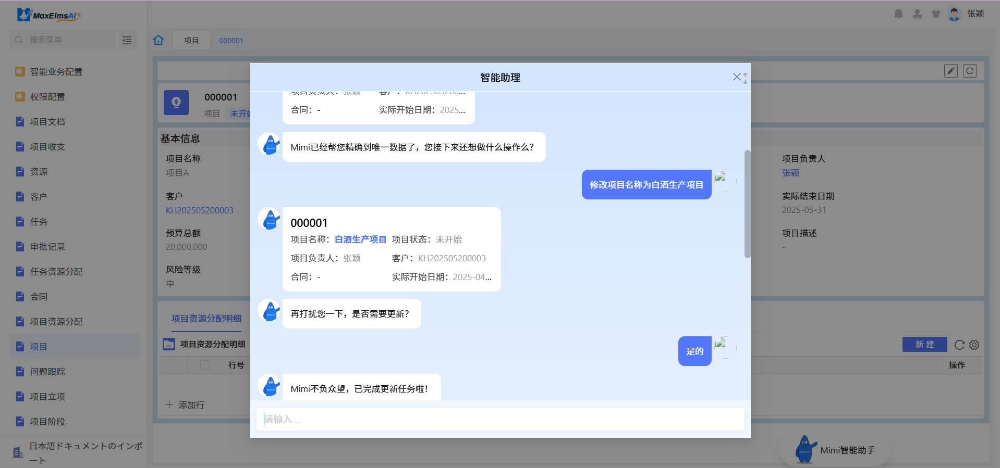 MaxElmsAI
张颖
搜索菜单
项目
000001
智能业务配置
权限配置
项目文档
项目收支
资源
客户
任务
审批记录
任务资源分配
合同
项目资源分配
项目
问题跟踪
项目立项
项目阶段
日本語ドキュメントのインポ
ート
000001
项目
未开始
基本信息
项目名称
项目A
客户
KH202505200003
预算总额
20,000,000
风险等级
中
项目负责人
张颖
实际结束日期
2025-05-31
项目描述
-
项目资源分配明细
项目资源分配明细
新 建
行号
操作
添加行
智能助理
项目负责人：张颖 客户：KH202505200...
合同：- 实际开始日期：2025...
Mimi已经帮您精确到唯一数据了，您接下来还想做什么操作么？
修改项目名称为白酒生产项目
000001
项目名称：白酒生产项目 项目状态：未开始
项目负责人：张颖 客户：KH202505200003
合同：- 实际开始日期：2025-04...
再打扰您一下，是否需要更新？
是的
Mimi不负众望，已完成更新任务啦！
请输入 ...
Mimi智能助手